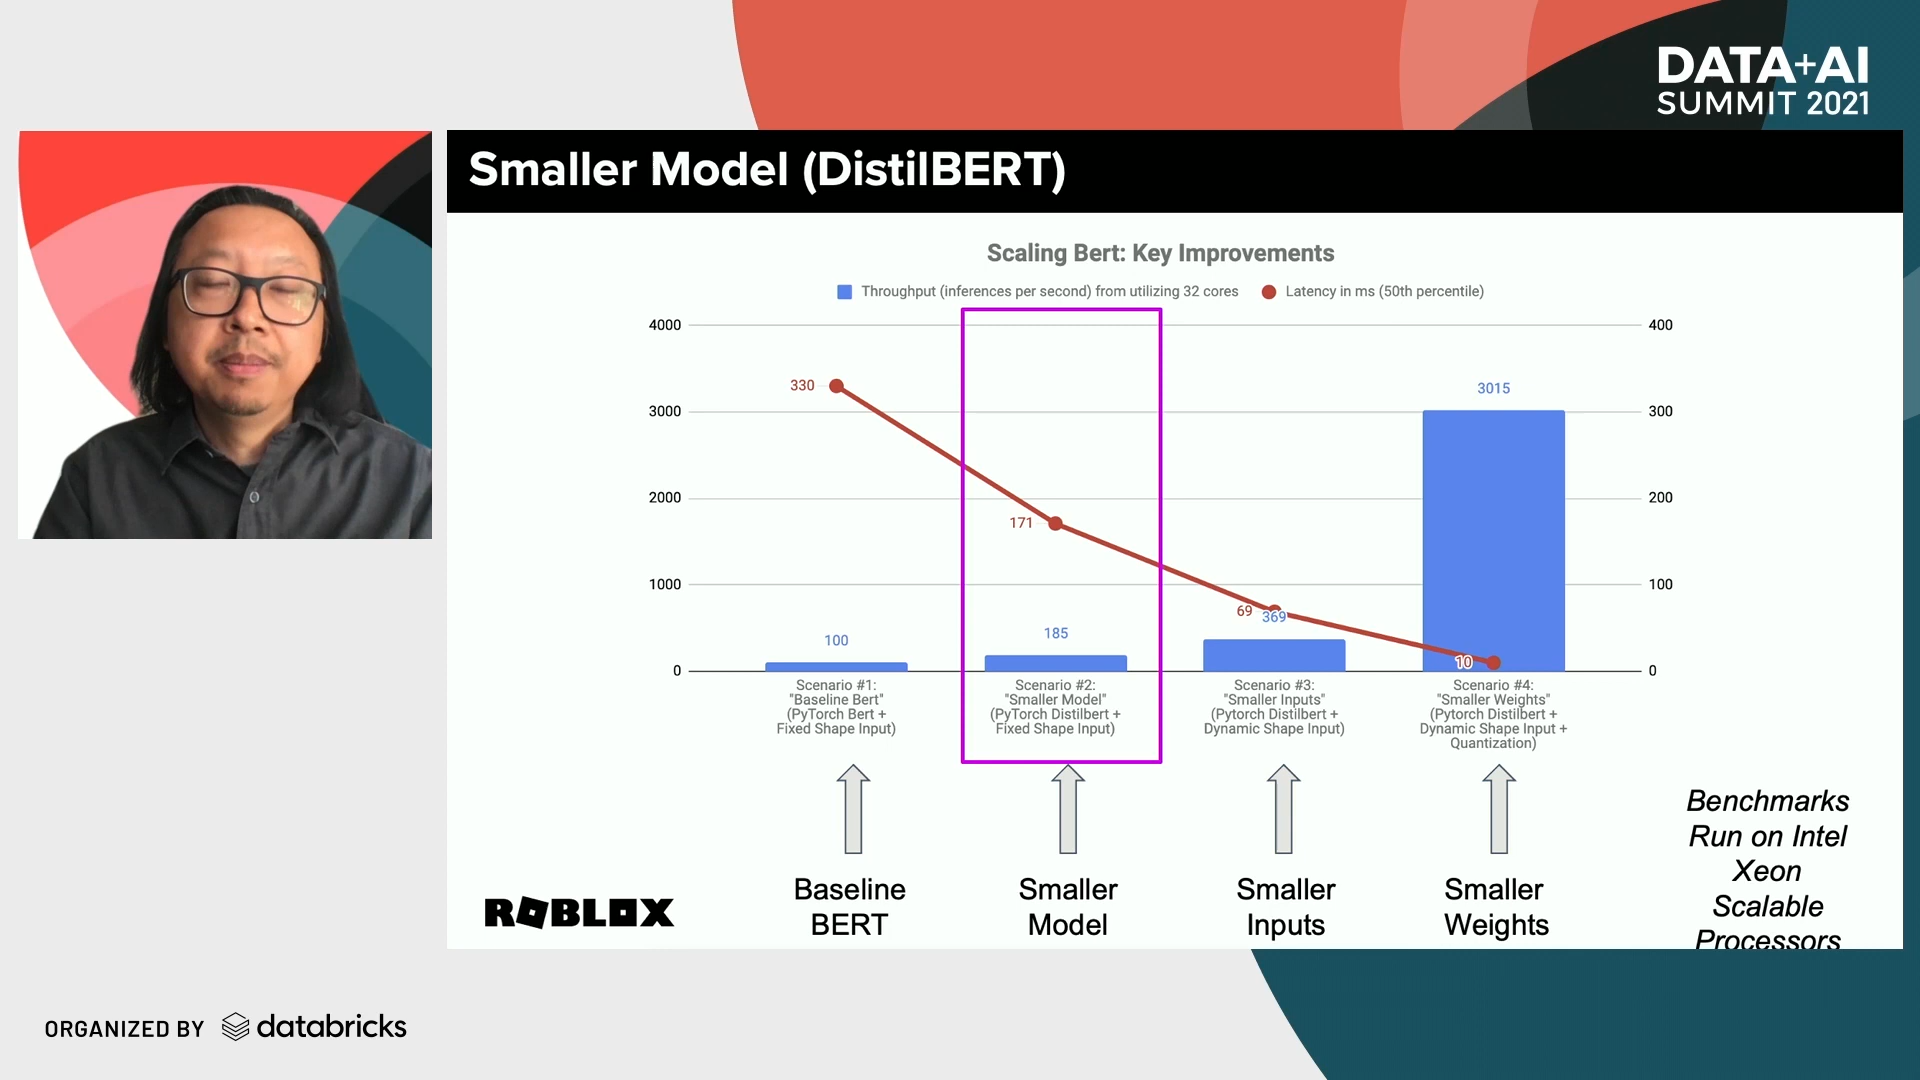 DATA+AI
SUMMIT 2021
Smaller Model (DistilBERT)
Scaling Bert: Key Improvements
Throughput (inferences per second) from utilizing 32 cores
Latency in ms (50th percentile)
4000
3000
2000
1000
0
400
300
200
100
0
330
171
69
10
100
185
369
3015
Scenario #1:
"Baseline Bert"
(PyTorch Bert +
Fixed Shape Input)
Scenario #2:
"Smaller Model"
(PyTorch Distilbert +
Fixed Shape Input)
Scenario #3:
"Smaller Inputs"
(Pytorch Distilbert +
Dynamic Shape Input)
Scenario #4:
"Smaller Weights"
(Pytorch Distilbert +
Dynamic Shape Input +
Quantization)
Baseline
BERT
Smaller
Model
Smaller
Inputs
Smaller
Weights
Benchmarks
Run on Intel
Xeon
Scalable
Processors
ROBLOX
ORGANIZED BY databricks